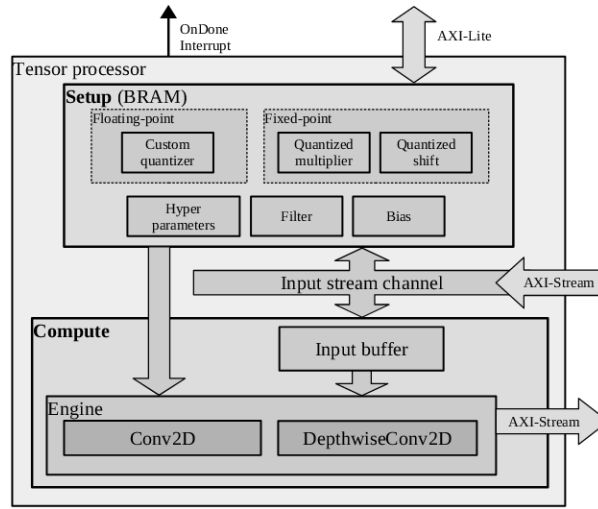 OnDone
Interrupt
AXI-Lite
Tensor processor
Setup (BRAM)
Floating-point
Fixed-point
Custom
quantizer
Quantized
multiplier
Quantized
shift
Hyper
parameters
Filter
Bias
Input stream channel
AXI-Stream
Compute
Input buffer
Engine
Conv2D
DepthwiseConv2D
AXI-Stream